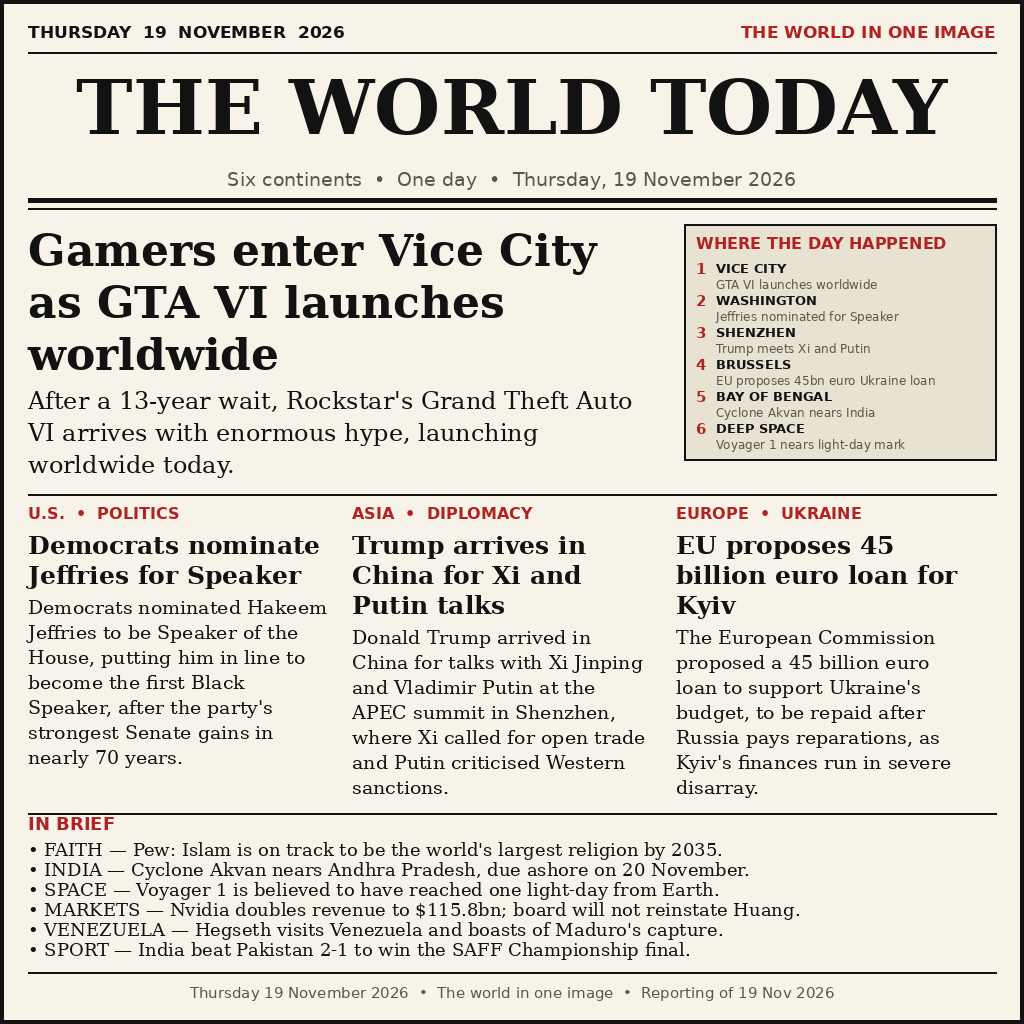 THURSDAY 19 NOVEMBER 2026
THE WORLD IN ONE IMAGE
THE WORLD TODAY
Six continents • One day • Thursday, 19 November 2026
Gamers enter Vice City
as GTA VI launches
worldwide
After a 13-year wait, Rockstar's Grand Theft Auto
VI arrives with enormous hype, launching
worldwide today.
WHERE THE DAY HAPPENED
1 VICE CITY
GTA VI launches worldwide
2 WASHINGTON
Jeffries nominated for Speaker
3 SHENZHEN
Trump meets Xi and Putin
4 BRUSSELS
EU proposes 45bn euro Ukraine loan
5 BAY OF BENGAL
Cyclone Akvan nears India
6 DEEP SPACE
Voyager 1 nears light-day mark
U.S. • POLITICS
Democrats nominate
Jeffries for Speaker
Democrats nominated Hakeem
Jeffries to be Speaker of the
House, putting him in line to
become the first Black
Speaker, after the party's
strongest Senate gains in
nearly 70 years.
ASIA • DIPLOMACY
Trump arrives in
China for Xi and
Putin talks
Donald Trump arrived in
China for talks with Xi Jinping
and Vladimir Putin at the
APEC summit in Shenzhen,
where Xi called for open trade
and Putin criticised Western
sanctions.
EUROPE • UKRAINE
EU proposes 45
billion euro loan for
Kyiv
The European Commission
proposed a 45 billion euro
loan to support Ukraine's
budget, to be repaid after
Russia pays reparations, as
Kyiv's finances run in severe
disarray.
IN BRIEF
• FAITH — Pew: Islam is on track to be the world's largest religion by 2035.
• INDIA — Cyclone Akvan nears Andhra Pradesh, due ashore on 20 November.
• SPACE — Voyager 1 is believed to have reached one light-day from Earth.
• MARKETS — Nvidia doubles revenue to $115.8bn; board will not reinstate Huang.
• VENEZUELA — Hegseth visits Venezuela and boasts of Maduro's capture.
• SPORT — India beat Pakistan 2-1 to win the SAFF Championship final.
Thursday 19 November 2026 • The world in one image • Reporting of 19 Nov 2026